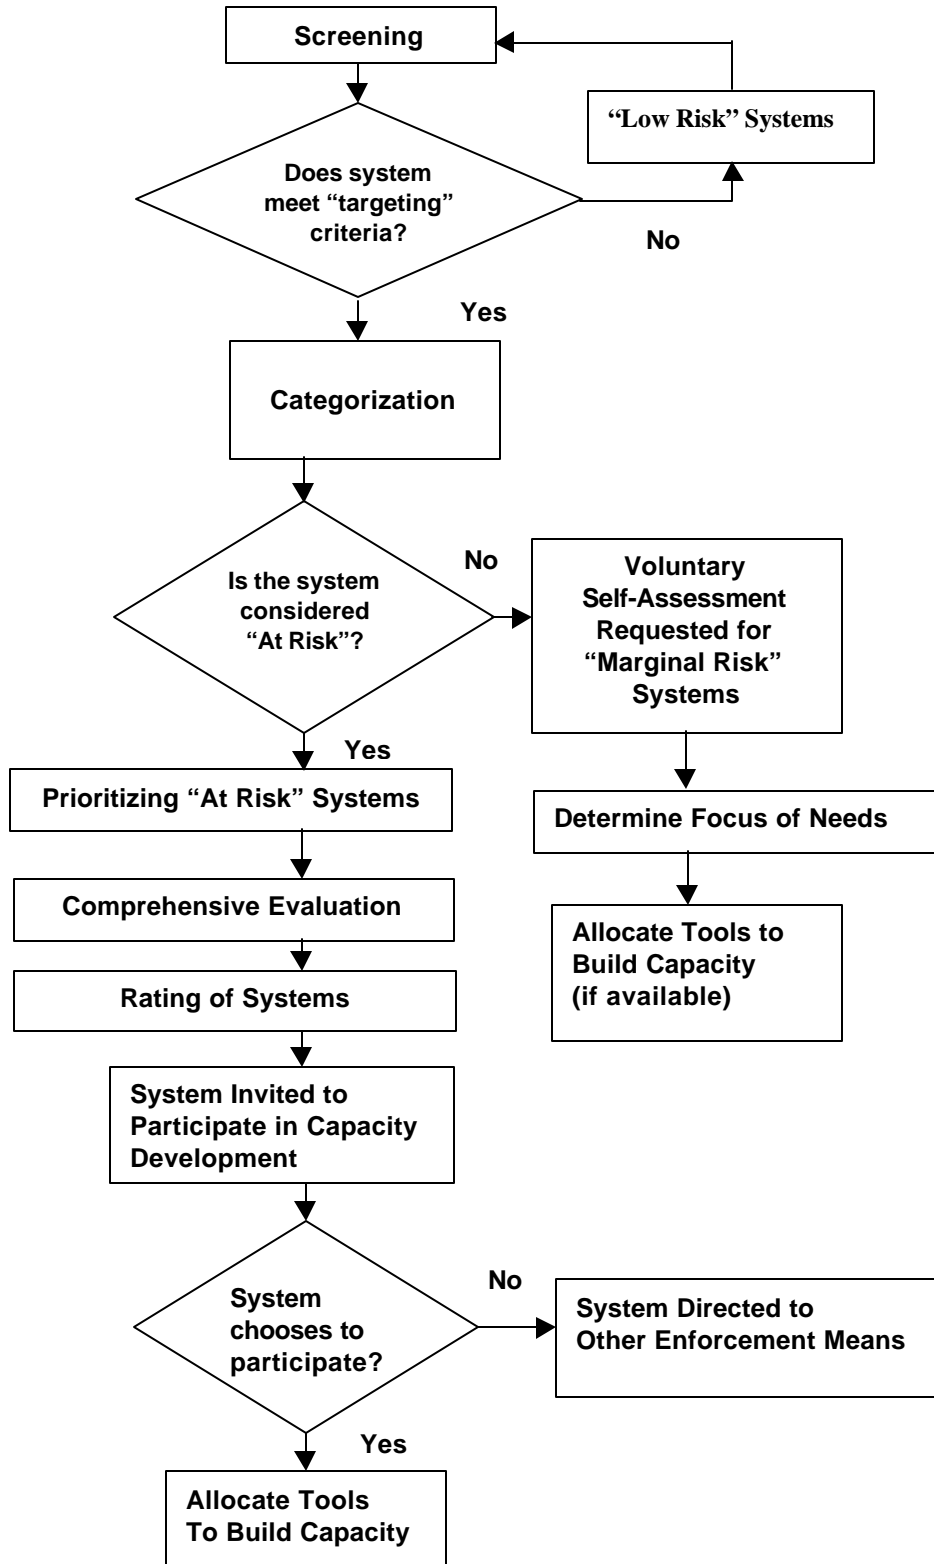 Screening
“Low Risk” Systems
Does system
meet “targeting”
criteria?
No
Yes
Categorization
Is the system
considered
“At Risk”?
No
Voluntary
Self-Assessment
Requested for
“Marginal Risk”
Systems
Yes
Prioritizing “At Risk” Systems
Determine Focus of Needs
Comprehensive Evaluation
Allocate Tools to
Build Capacity
(if available)
Rating of Systems
System Invited to
Participate in Capacity
Development
System
chooses to
participate?
No
System Directed to
Other Enforcement Means
Yes
Allocate Tools
To Build Capacity